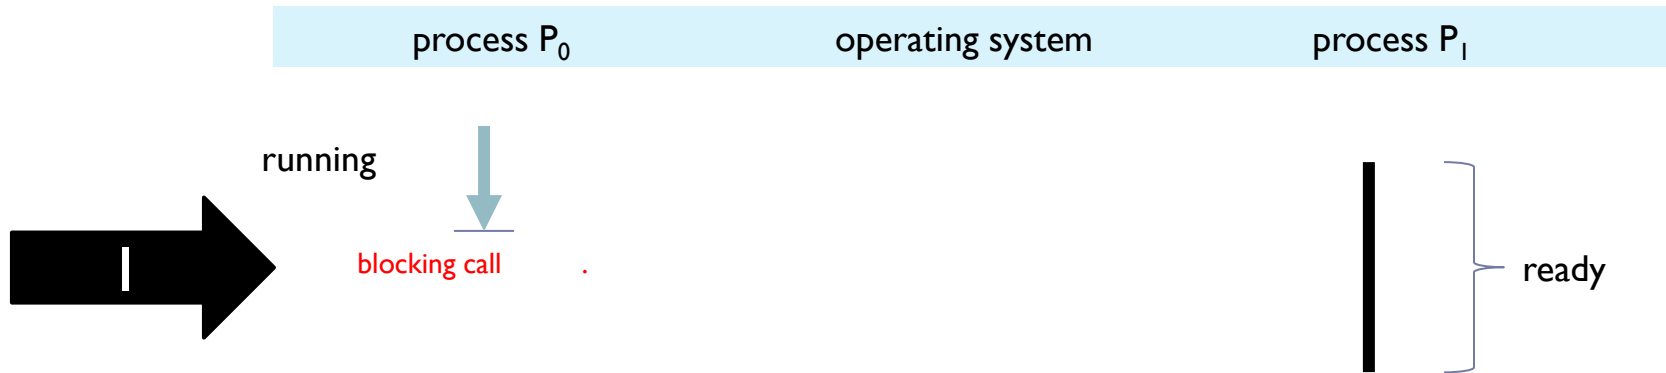 process P₀ operating system process P₁
running
I
blocking call .
ready